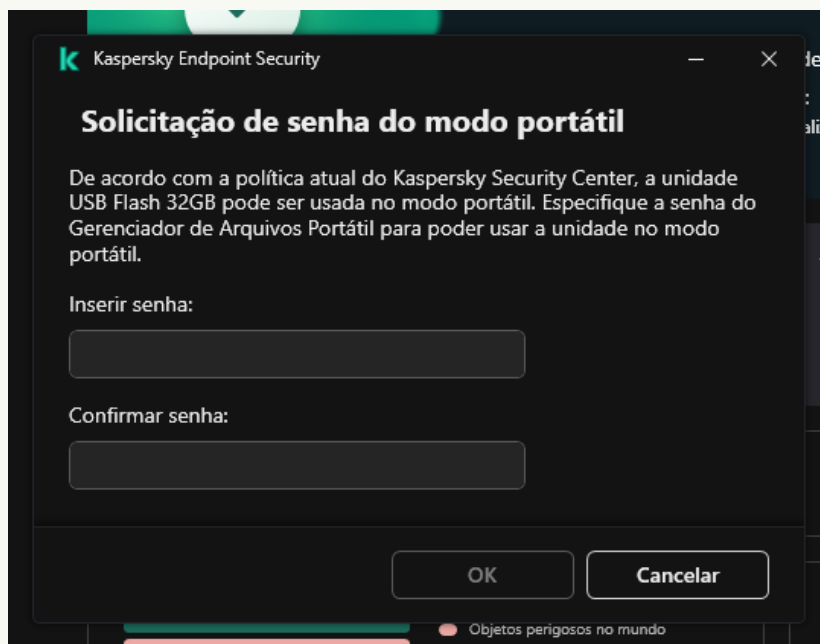 Kaspersky Endpoint Security
Solicitação de senha do modo portátil
De acordo com a política atual do Kaspersky Security Center, a unidade
USB Flash 32GB pode ser usada no modo portátil. Especifique a senha do
Gerenciador de Arquivos Portátil para poder usar a unidade no modo
portátil.
Inserir senha:
Confirmar senha:
OK
Cancelar
Objetos perigosos no mundo